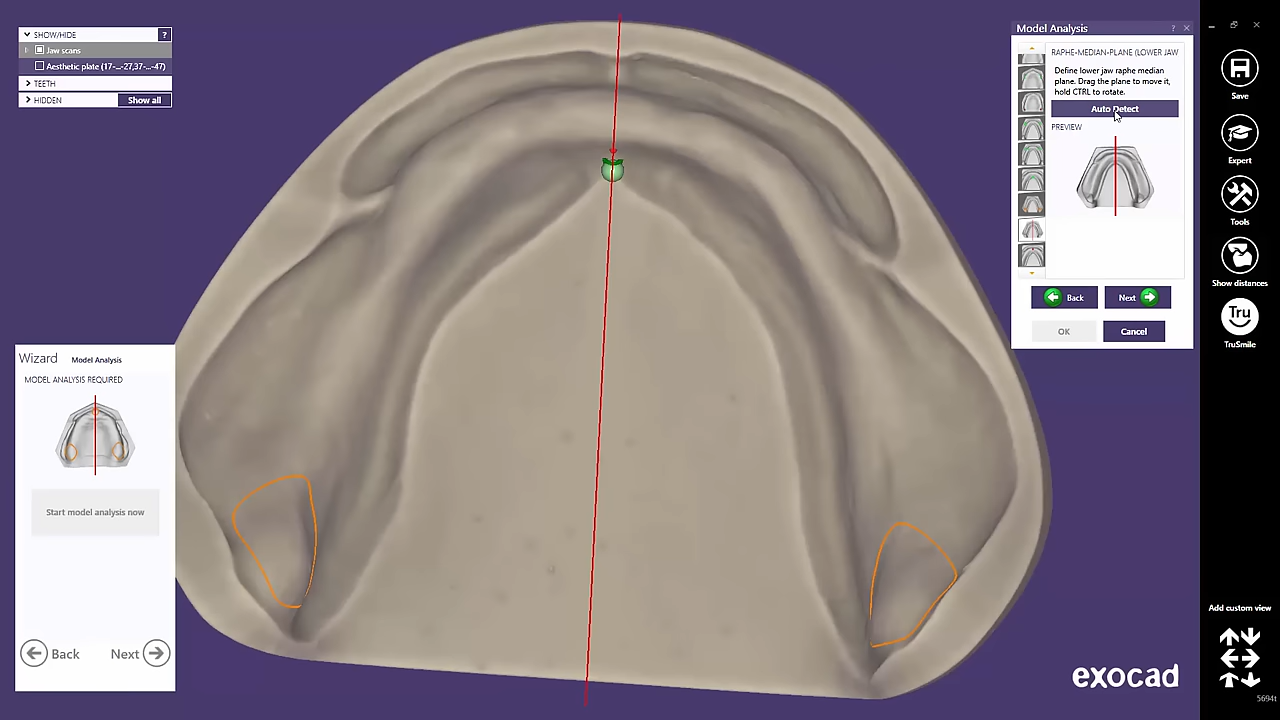 SHOW/HIDE ?
Jaw scans
Aesthetic plate (17-...-27,37-...-47)
TEETH
HIDDEN Show all
Wizard Model Analysis
MODEL ANALYSIS REQUIRED
Start model analysis now
Back Next
Model Analysis ?
RAPHE-MEDIAN-PLANE (LOWER JAW
Define lower jaw raphe median
plane. Drag the plane to move it,
hold CTRL to rotate.
Auto Detect
PREVIEW
Back Next
OK Cancel
Save
Expert
Tools
Show distances
Tru
TruSmile
Add custom view
exocad
5694t